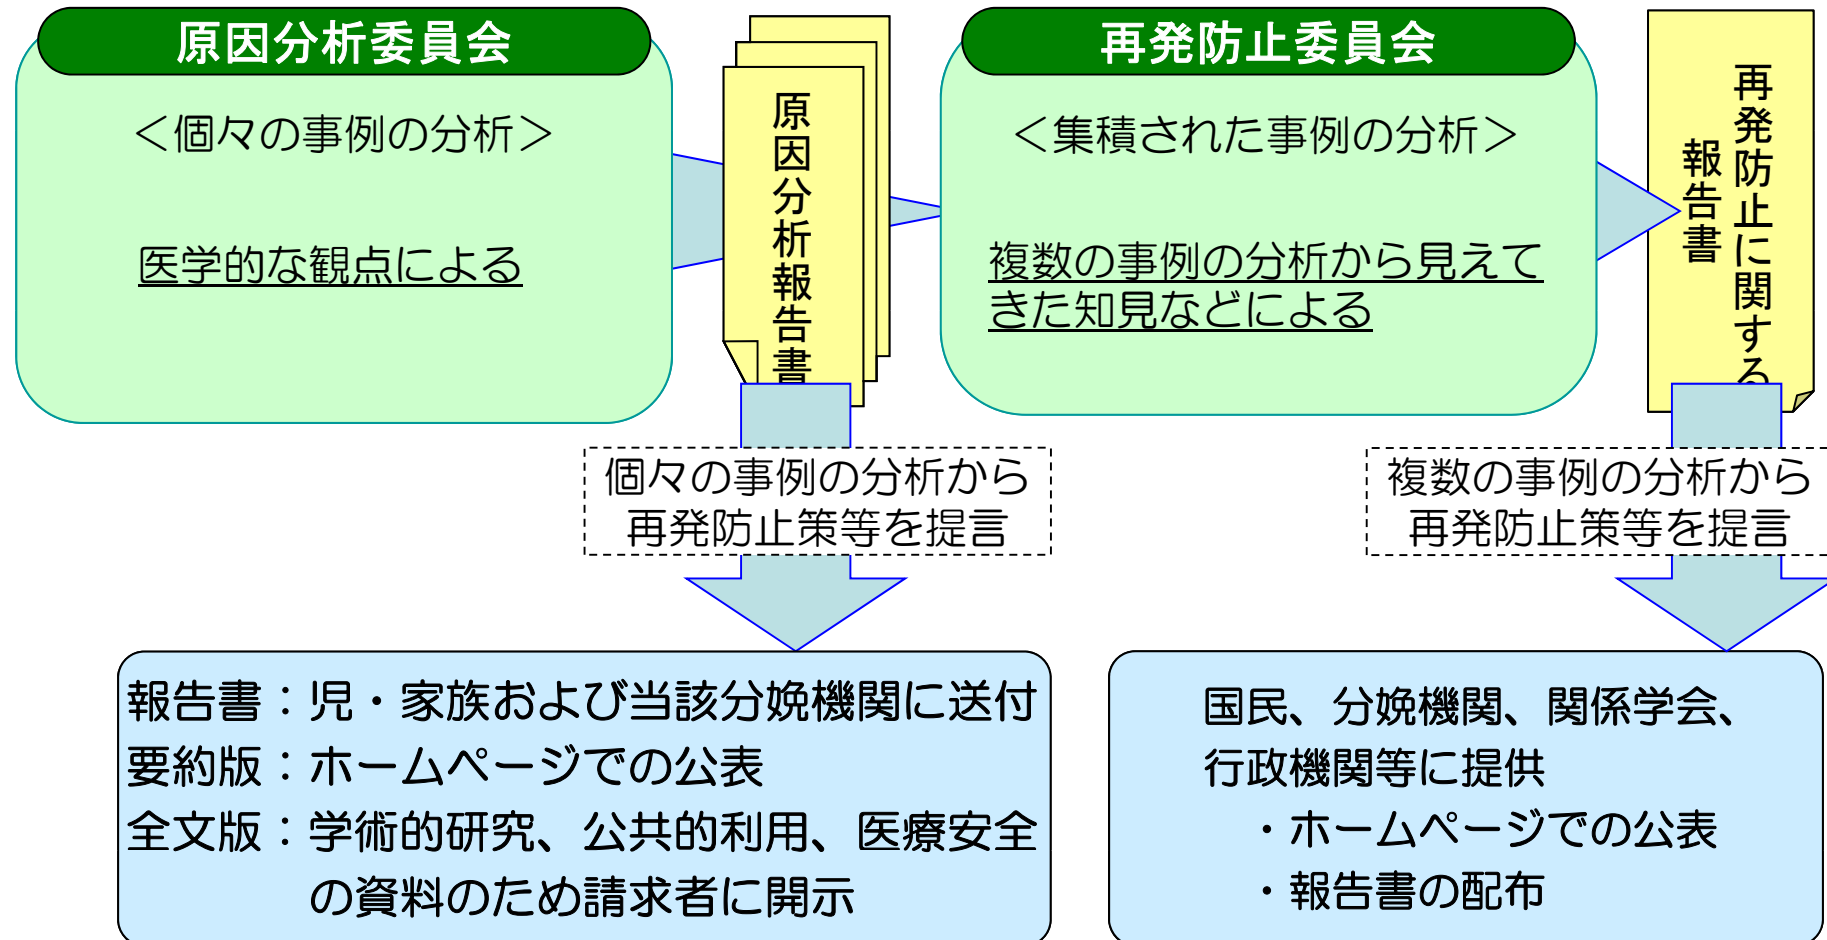 原因分析委員会
＜個々の事例の分析＞
医学的な観点による
原因分析報告書
再発防止委員会
＜集積された事例の分析＞
複数の事例の分析から見えて
きた知見などによる
再発防止に関する
報告書
個々の事例の分析から
再発防止策等を提言
複数の事例の分析から
再発防止策等を提言
報告書：児・家族および当該分娩機関に送付
要約版：ホームページでの公表
全文版：学術的研究、公共的利用、医療安全
の資料のため請求者に開示
国民、分娩機関、関係学会、
行政機関等に提供
・ホームページでの公表
・報告書の配布